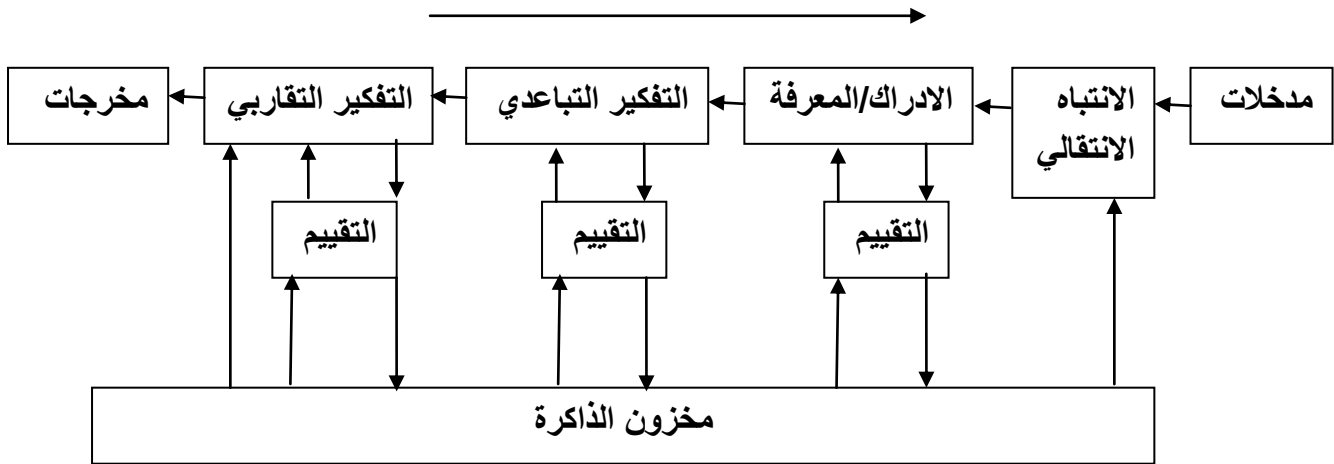 مدخلات
الانتباه
الانتقالي
الادراك/المعرفة
التفكير التباعدي
التفكير التقاربي
مخرجات
التقييم
التقييم
التقييم
مخزون الذاكرة